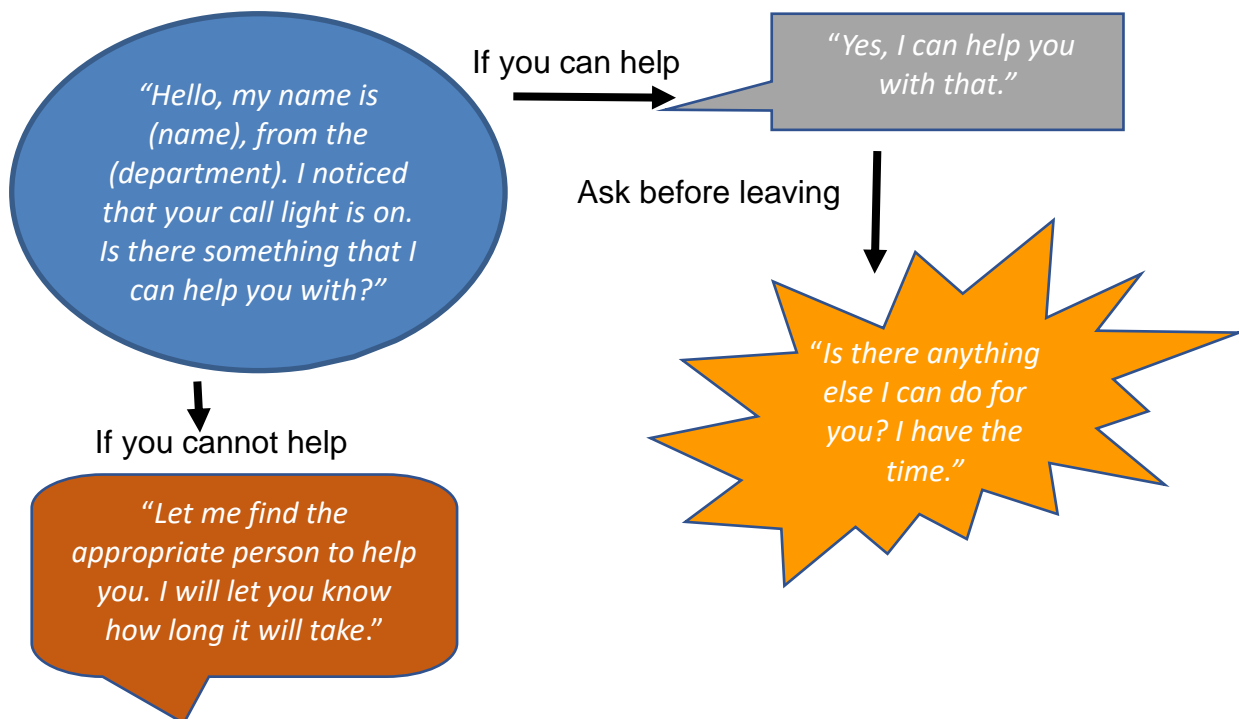 “Hello, my name is
(name), from the
(department). I noticed
that your call light is on.
Is there something that I
can help you with?”
If you can help
“Yes, I can help you
with that.”
Ask before leaving
“Is there anything
else I can do for
you? I have the
time.”
If you cannot help
“Let me find the
appropriate person to help
you. I will let you know
how long it will take.”